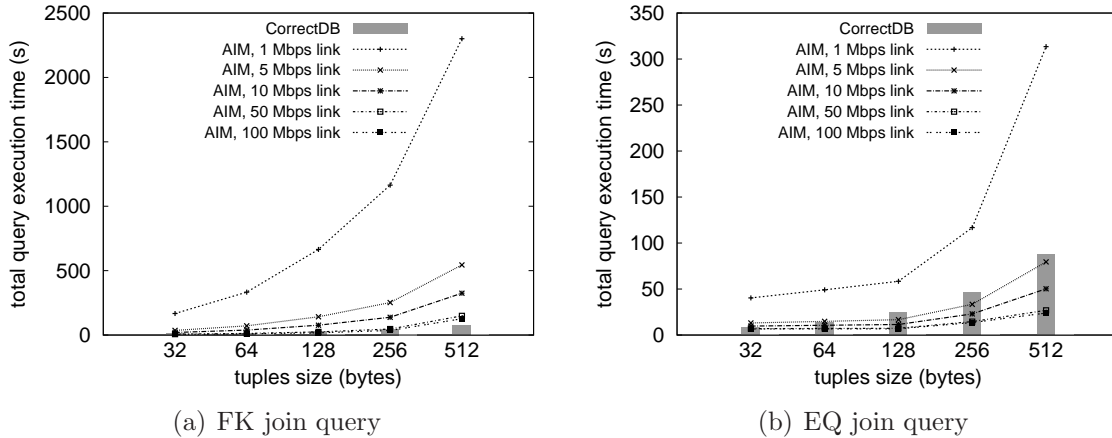 total query execution time (s)
2500
2000
1500
1000
500
0
CorrectDB
AIM, 1 Mbps link
AIM, 5 Mbps link
AIM, 10 Mbps link
AIM, 50 Mbps link
AIM, 100 Mbps link
32 64 128 256 512
tuples size (bytes)
(a) FK join query
total query execution time (s)
350
300
250
200
150
100
50
0
CorrectDB
AIM, 1 Mbps link
AIM, 5 Mbps link
AIM, 10 Mbps link
AIM, 50 Mbps link
AIM, 100 Mbps link
32 64 128 256 512
tuples size (bytes)
(b) EQ join query